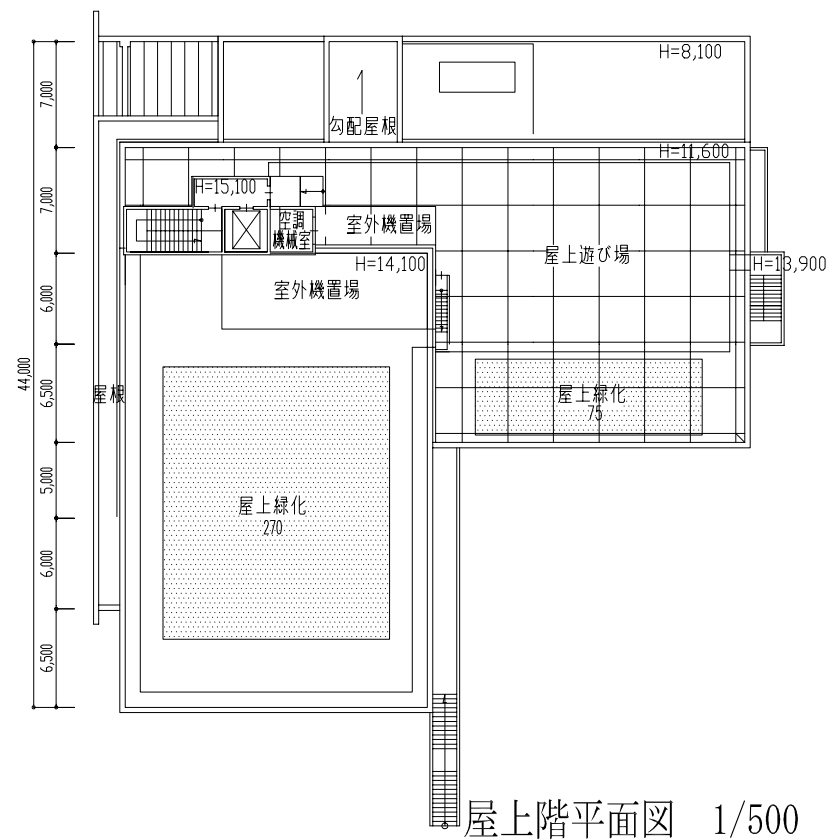 H=8,100
7,000
勾配屋根
H=11,600
7,000
H=15,100
空調
機械室
室外機置場
屋上遊び場
H=14,100
H=13,900
室外機置場
6,000
44,000
屋根
6,500
屋上緑化
75
5,000
屋上緑化
270
6,000
6,500
屋上階平面図 1/500